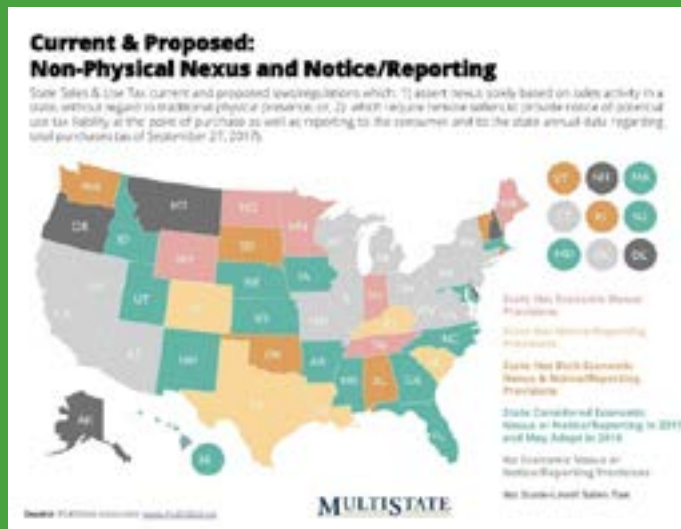 Current & Proposed:
Non-Physical Nexus and Notice/Reporting
State Sales & Use Tax current and proposed laws/regulations which: 1) assert nexus solely based on sales activity in a
state, without regard to traditional physical presence; or, 2) which require remote sellers to provide notice of potential
use tax liability at the point of purchase as well as reporting to the consumer and to the state annual data regarding
total purchases (as of September 27, 2017).
WA
MT
ND
MN
ME
VT
NH
MA
OR
ID
SD
NY
CT
RI
NJ
WY
NE
IA
MD
DC
DE
UT
KS
NM
OK
AR
TN
NC
MS
AL
GA
FL
AK
HI
State Has Economic Nexus
Provisions
State Has Notice/Reporting
Provisions
State Has Both Economic
Nexus & Notice/Reporting
Provisions
State Considered Economic
Nexus or Notice/Reporting in 2017
and May Adopt in 2018
No Economic Nexus or
Notice/Reporting Provisions
No State-Level Sales Tax
Source:
MULTISTATE